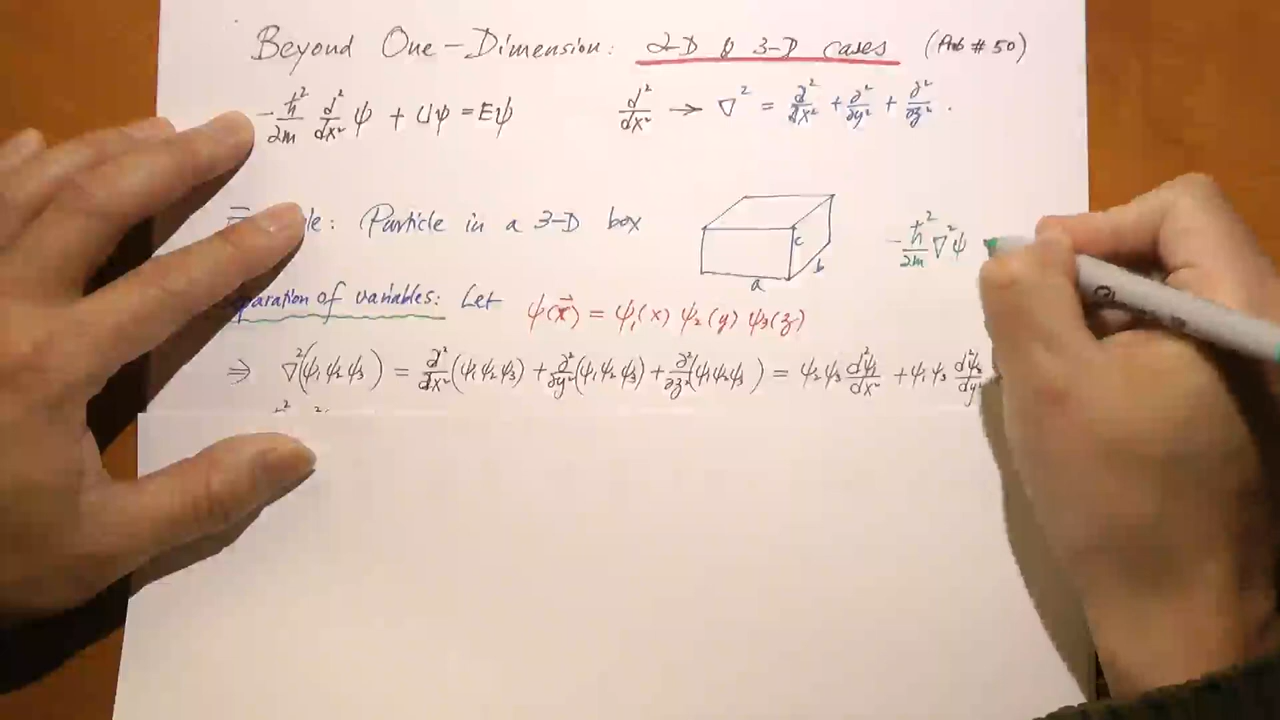 Beyond One-Dimension: 2-D & 3-D cases (Prob # 50)
-ħ²/2m d²/dx² ψ + Uψ = Eψ d²/dx² → ∇² = ∂²/∂x² + ∂²/∂y² + ∂²/∂z² .
Particle in a 3-D box
a b c
-ħ²/2m ∇²ψ
of variables: Let ψ(x⃗) = ψ₁(x) ψ₂(y) ψ₃(z)
⇒ ∇²(ψ₁ψ₂ψ₃) = ∂²/∂x²(ψ₁ψ₂ψ₃) + ∂²/∂y²(ψ₁ψ₂ψ₃) + ∂²/∂z²(ψ₁ψ₂ψ₃) = ψ₂ψ₃ d²ψ₁/dx² + ψ₁ψ₃ d²ψ₂/dy²